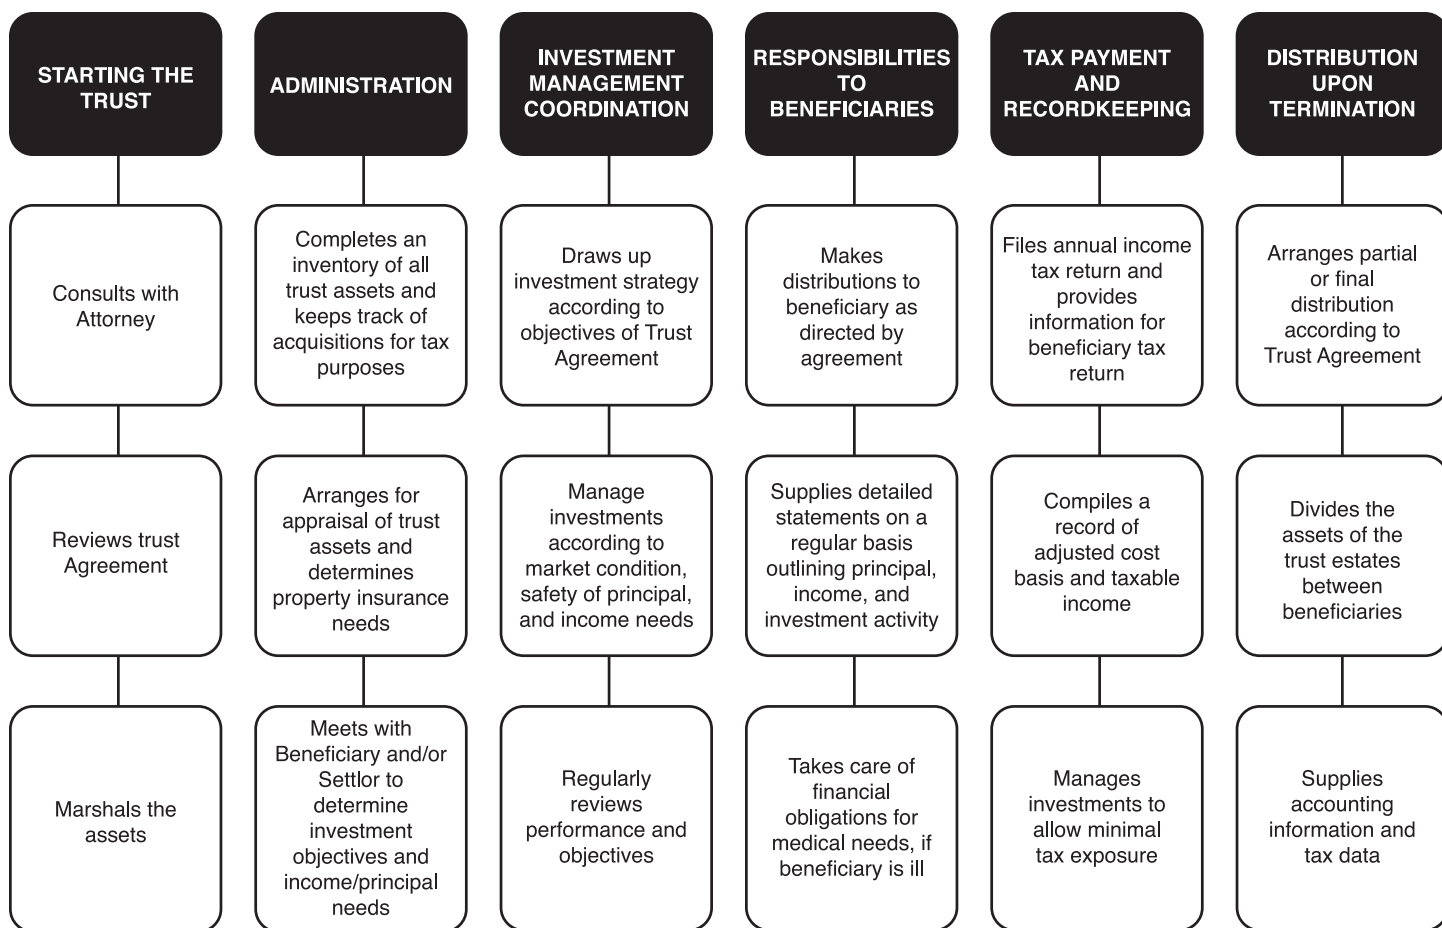 STARTING THE
TRUST
Consults with
Attorney
Reviews trust
Agreement
Marshals the
assets
ADMINISTRATION
Completes an
inventory of all
trust assets and
keeps track of
acquisitions for tax
purposes
Arranges for
appraisal of trust
assets and
determines
property insurance
needs
Meets with
Beneficiary and/or
Settlor to
determine
investment
objectives and
income/principal
needs
INVESTMENT
MANAGEMENT
COORDINATION
Draws up
investment strategy
according to
objectives of Trust
Agreement
Manage
investments
according to
market condition,
safety of principal,
and income needs
Regularly
reviews
performance and
objectives
RESPONSIBILITIES
TO
BENEFICIARIES
Makes
distributions to
beneficiary as
directed by
agreement
Supplies detailed
statements on a
regular basis
outlining principal,
income, and
investment activity
Takes care of
financial
obligations for
medical needs, if
beneficiary is ill
TAX PAYMENT
AND
RECORDKEEPING
Files annual income
tax return and
provides
information for
beneficiary tax
return
Compiles a
record of
adjusted cost
basis and taxable
income
Manages
investments to
allow minimal
tax exposure
DISTRIBUTION
UPON
TERMINATION
Arranges partial
or final
distribution
according to
Trust Agreement
Divides the
assets of the
trust estates
between
beneficiaries
Supplies
accounting
information and
tax data